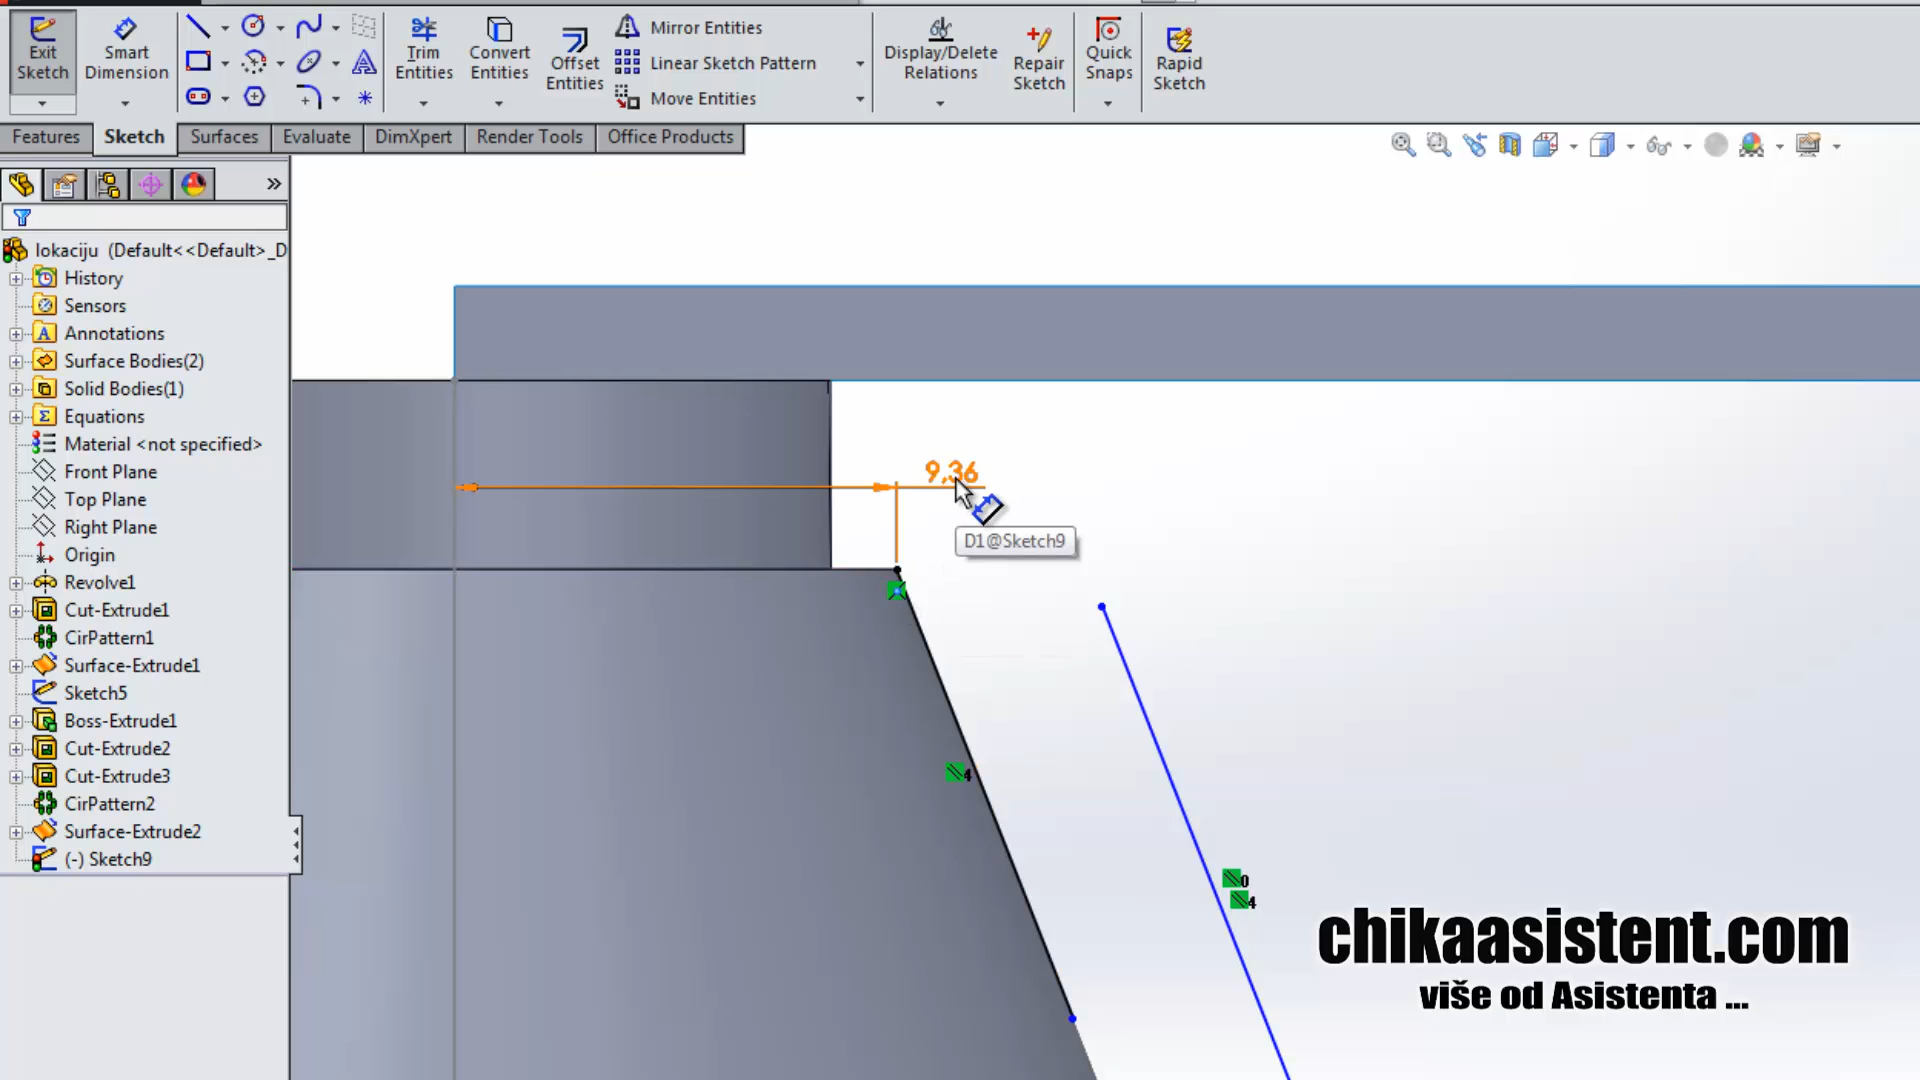 Exit Sketch
Smart Dimension
Trim Entities
Convert Entities
Offset Entities
Mirror Entities
Linear Sketch Pattern
Move Entities
Display/Delete Relations
Repair Sketch
Quick Snaps
Rapid Sketch
Features
Sketch
Surfaces
Evaluate
DimXpert
Render Tools
Office Products
lokaciju (Default<<Default>_D
History
Sensors
Annotations
Surface Bodies(2)
Solid Bodies(1)
Equations
Material <not specified>
Front Plane
Top Plane
Right Plane
Origin
Revolve1
Cut-Extrude1
CirPattern1
Surface-Extrude1
Sketch5
Boss-Extrude1
Cut-Extrude2
Cut-Extrude3
CirPattern2
Surface-Extrude2
(-) Sketch9
9,36
D1@Sketch9
4
0
4
chikaasistent.com
više od Asistenta ...